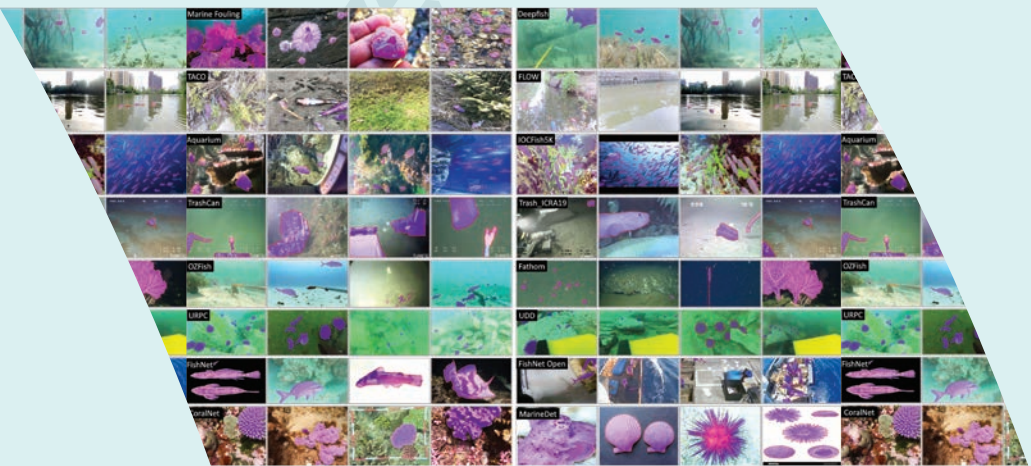 Marine Fouling
Deepfish
TACO
FLOW
TAC
Aquarium
IOCFish5K
Aquarium
TrashCan
Trash_ICRA19
TrashCan
OZFish
Fathom
OZFish
URPC
UDD
URPC
FishNet
FishNet Open
FishNet
CoralNet
MarineDet
CoralNet